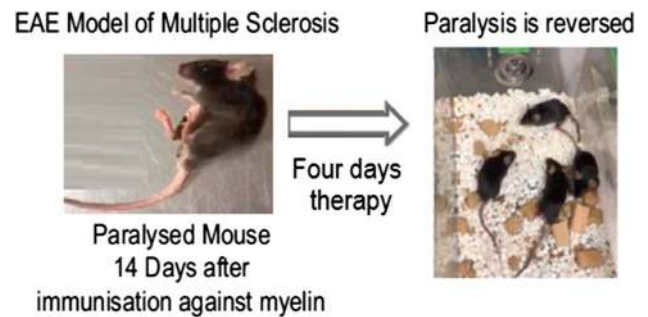 EAE Model of Multiple Sclerosis
Paralysis is reversed
Four days
therapy
Paralysed Mouse
14 Days after
immunisation against myelin